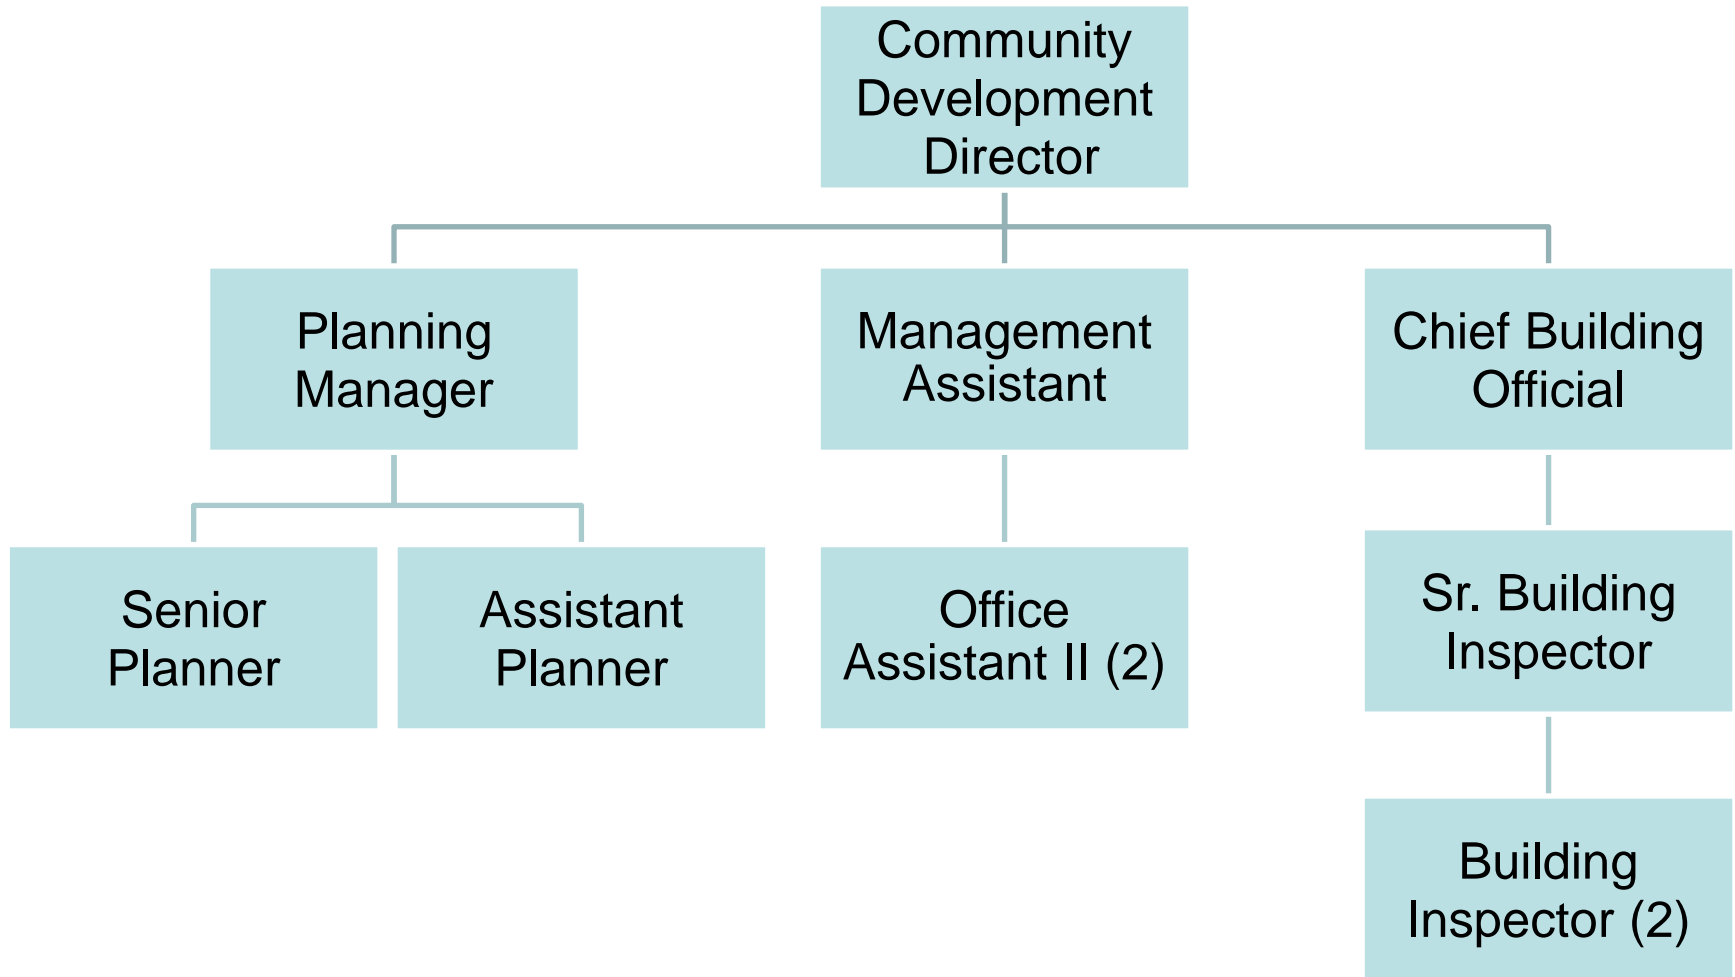 Community
Development
Director
Planning
Manager
Management
Assistant
Chief Building
Official
Senior
Planner
Assistant
Planner
Office
Assistant II (2)
Sr. Building
Inspector
Building
Inspector (2)